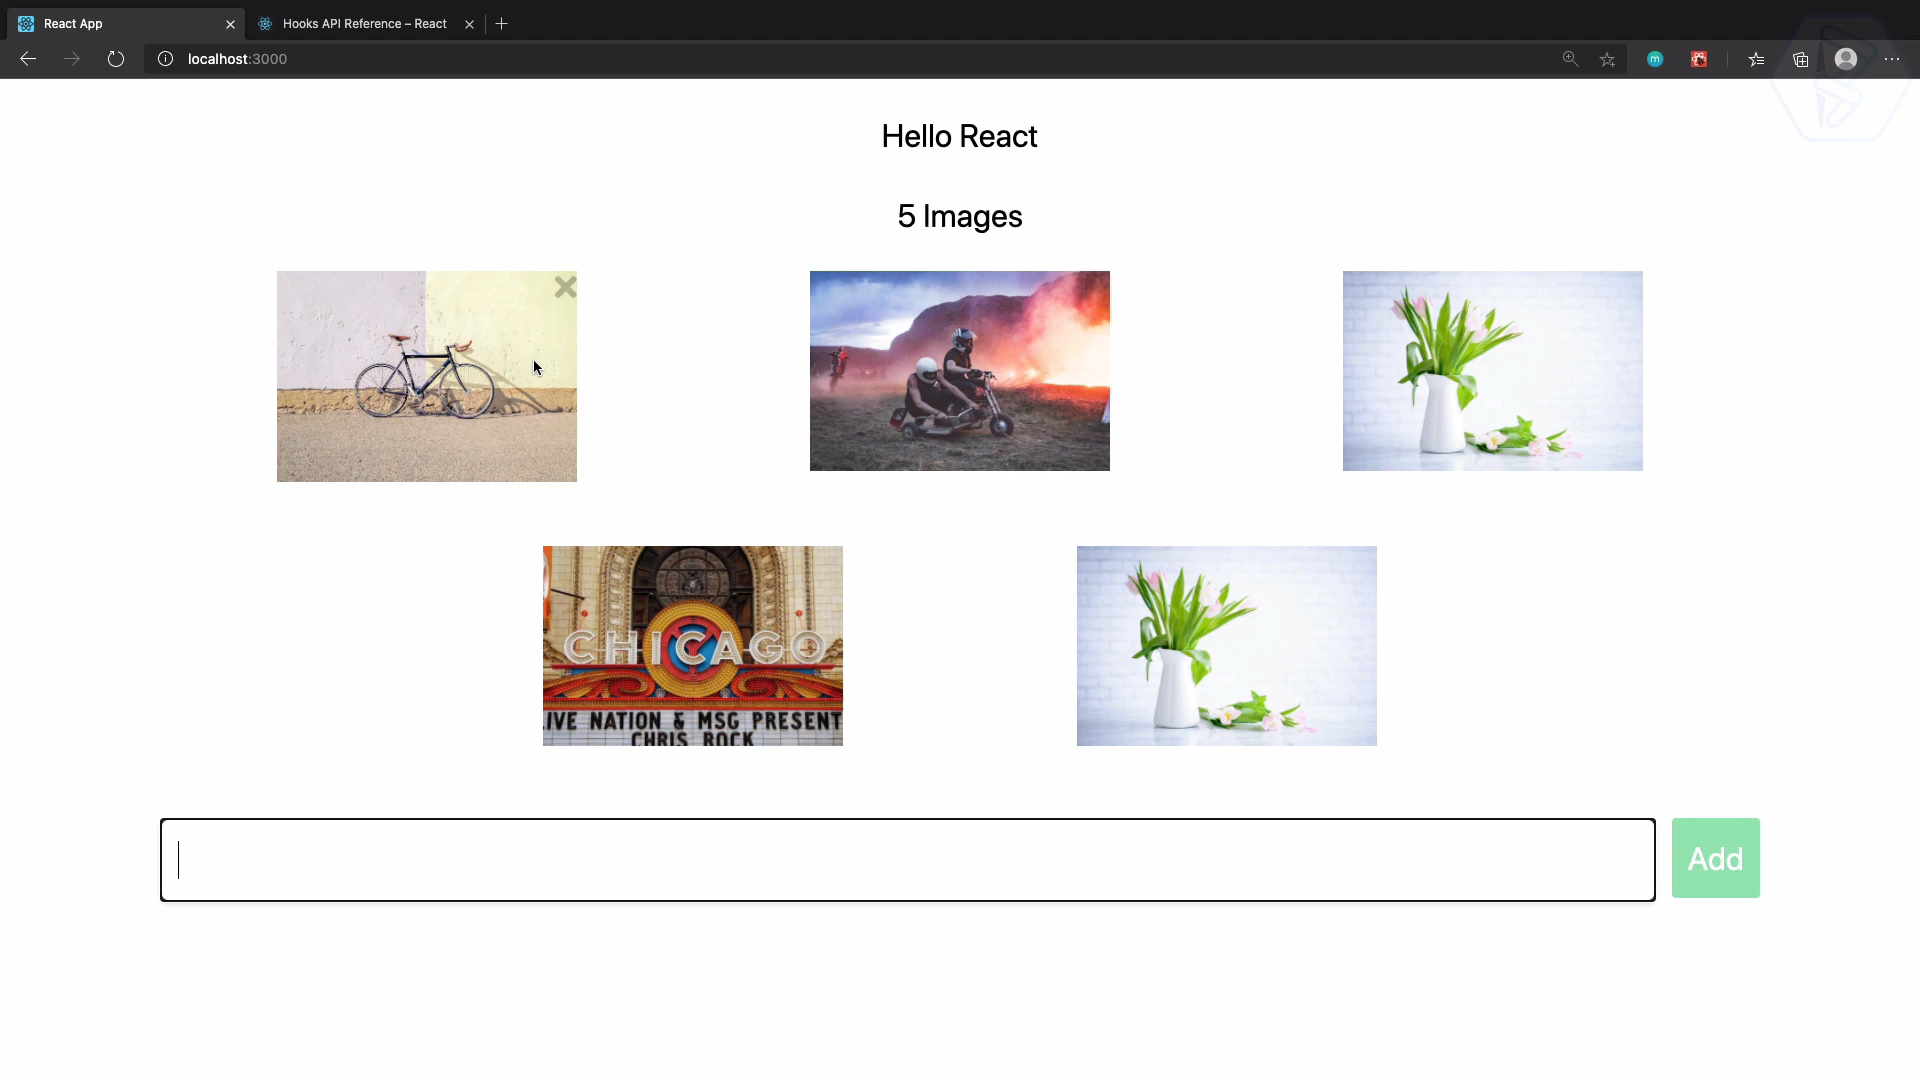 React App
Hooks API Reference – React
localhost:3000
m
Hello React
5 Images
CHICAGO
IVE NATION & MSG PRESENT
CHRIS ROCK
Add